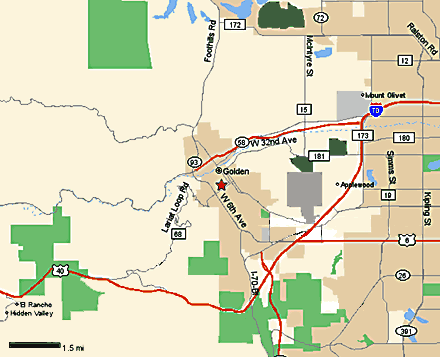 72
172
Foothills Rd
McIntyre St
Ralston Rd
12
Mount Olivet
15
70
58
W 32nd Ave
173
180
93
181
Golden
Applewood
Simms St
Kipling St
19
Lariat Loop Rd
W 6th Ave
68
6
40
I-70-BL
26
El Rancho
Hidden Valley
391
1.5 mi